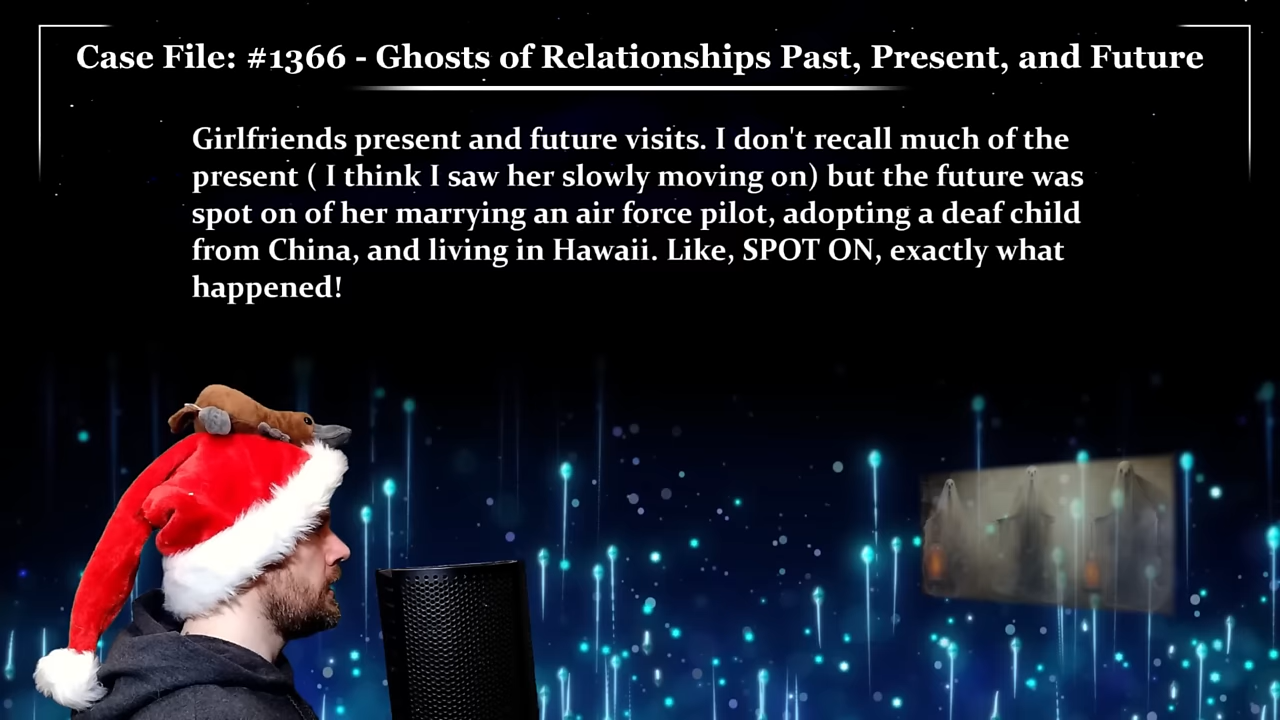 Case File: #1366 - Ghosts of Relationships Past, Present, and Future
Girlfriends present and future visits. I don't recall much of the
present ( I think I saw her slowly moving on) but the future was
spot on of her marrying an air force pilot, adopting a deaf child
from China, and living in Hawaii. Like, SPOT ON, exactly what
happened!